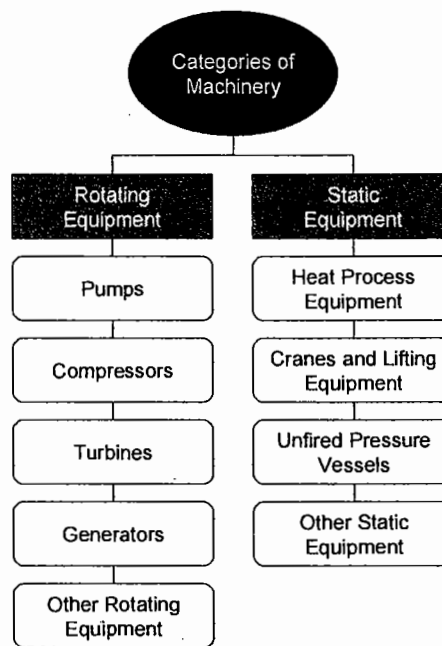 Categories of
Machinery
Rotating
Equipment
Pumps
Compressors
Turbines
Generators
Other Rotating
Equipment
Static
Equipment
Heat Process
Equipment
Cranes and Lifting
Equipment
Unfired Pressure
Vessels
Other Static
Equipment